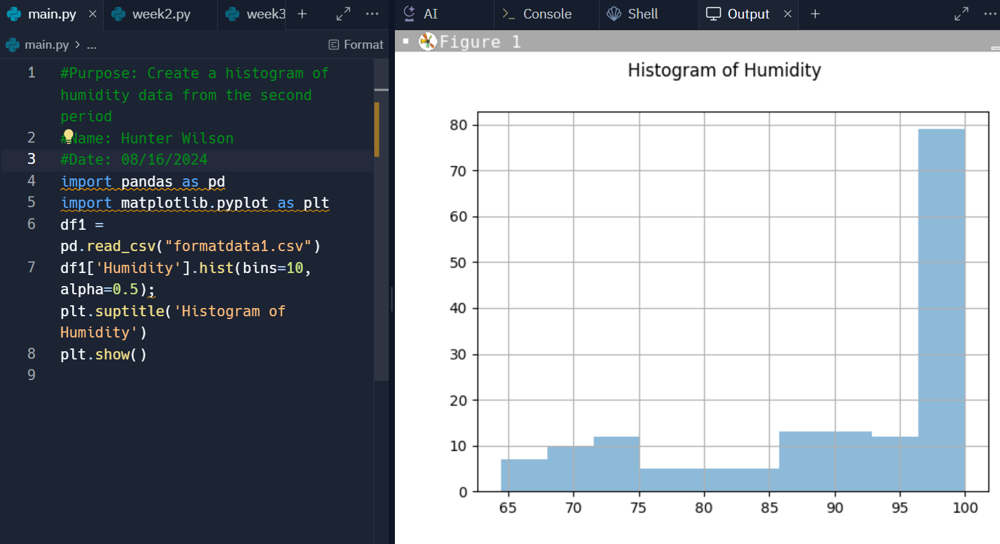 main.py
week2.py
week3
AI
Console
Shell
Output
main.py > ...
Format
Figure 1
1 #Purpose: Create a histogram of
humidity data from the second
period
2 #Name: Hunter Wilson
3 #Date: 08/16/2024
4 import pandas as pd
5 import matplotlib.pyplot as plt
6 df1 =
pd.read_csv("formatdata1.csv")
7 df1['Humidity'].hist(bins=10,
alpha=0.5);
plt.suptitle('Histogram of
Humidity')
8 plt.show()
9
Histogram of Humidity
80
70
60
50
40
30
20
10
0
65 70 75 80 85 90 95 100